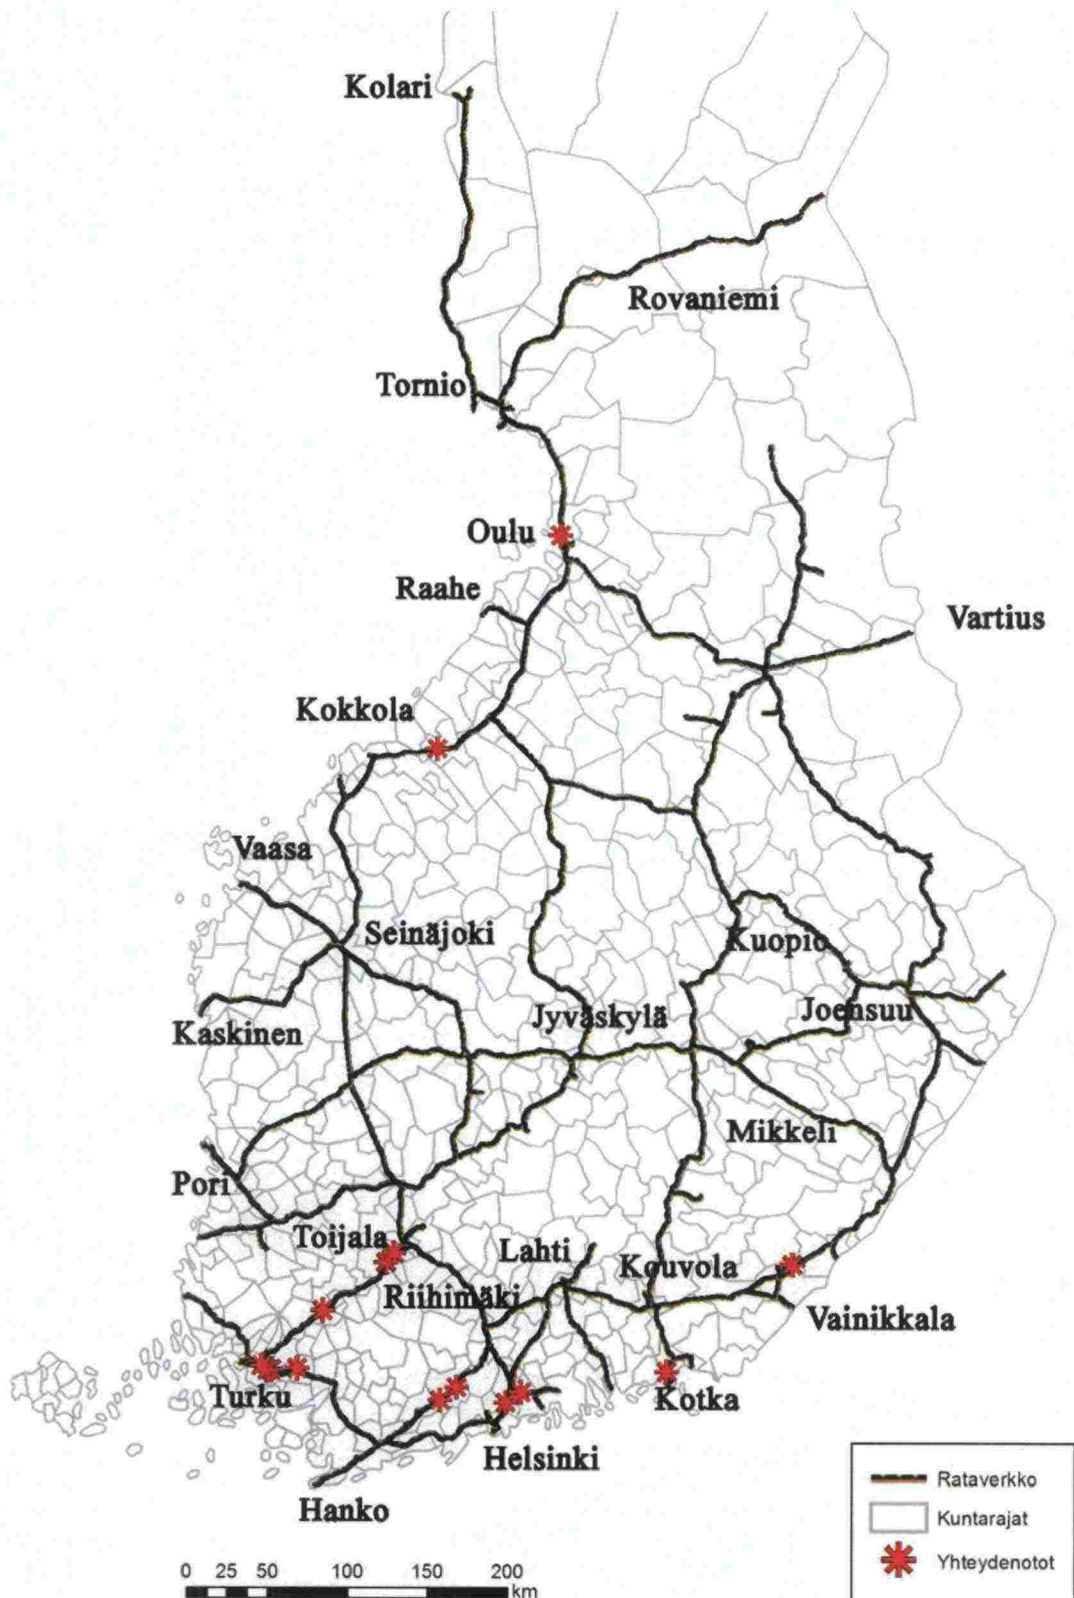 Kolari
Rovaniemi
Tornio
Oulu
Raahe
Vartius
Kokkola
Vaasa
Seinäjoki
Kuopio
Kaskinen
Jyväskylä
Joensuu
Mikkeli
Pori
Toijala
Lahti
Kouvola
Riihimäki
Vainikkala
Turku
Kotka
Helsinki
Hanko
Rataverkko
Kuntarajat
Yhteydenotot
0 25 50 100 150 200
km